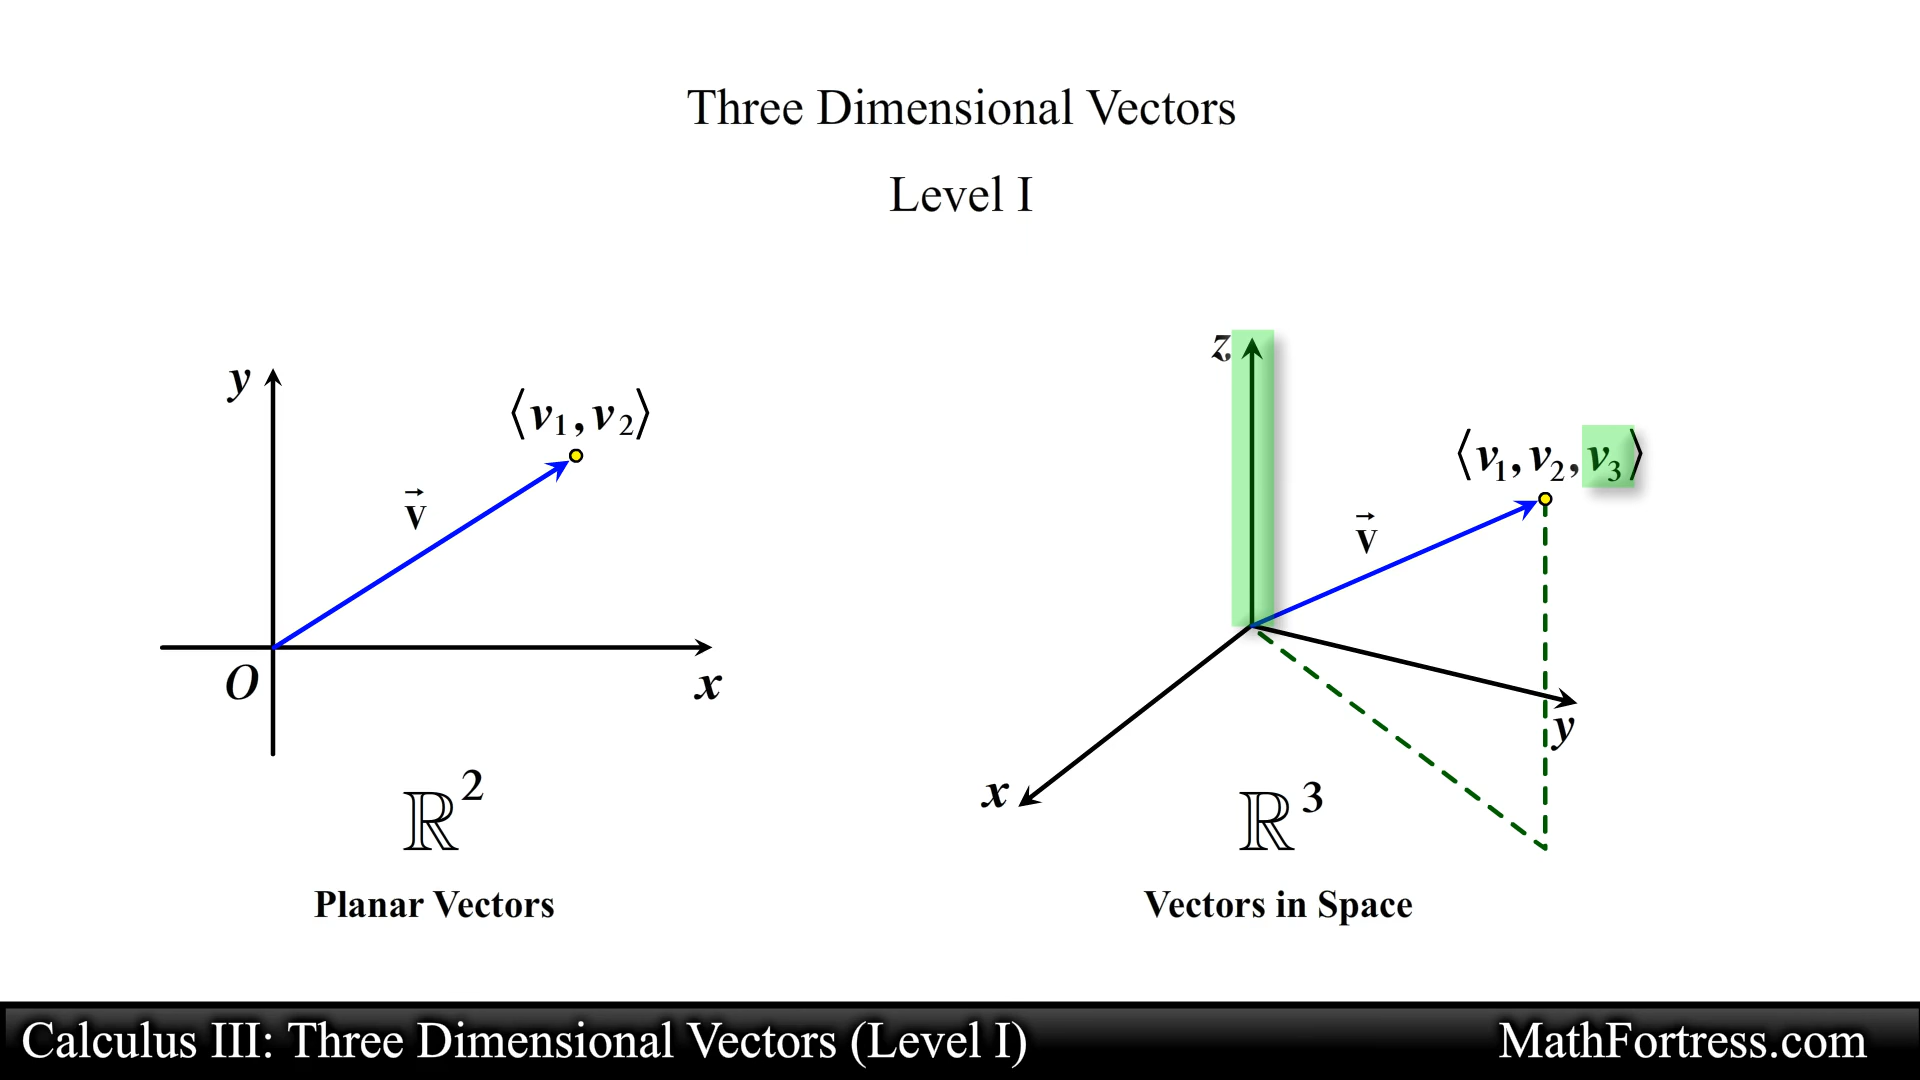 Three Dimensional Vectors
Level I
y
⟨v₁, v₂⟩
v⃗
O
x
ℝ²
Planar Vectors
z
⟨v₁, v₂, v₃⟩
v⃗
y
x
ℝ³
Vectors in Space
Calculus III: Three Dimensional Vectors (Level I)
MathFortress.com